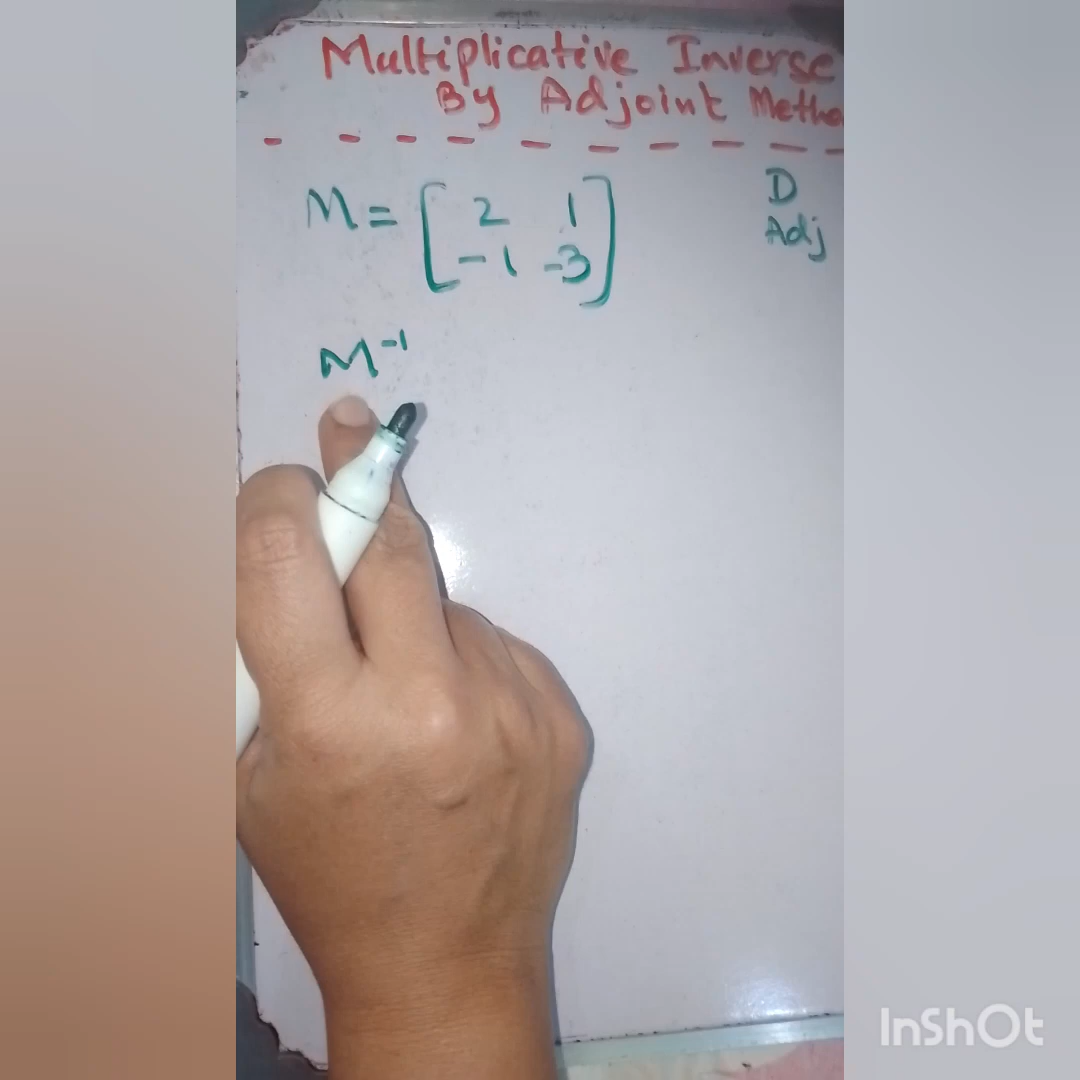 Multiplicative Inverse
By Adjoint Metho
M = [ 2 1
-1 -3 ]
D
Adj
M⁻¹
InShOt